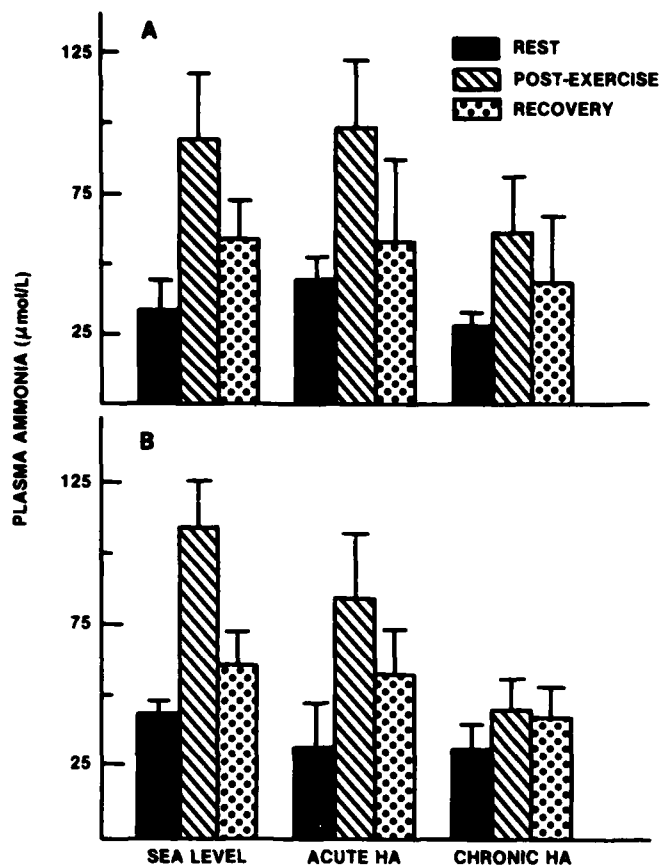 A
REST
POST-EXERCISE
RECOVERY
125
75
25
PLASMA AMMONIA (μmol/L)
B
125
75
25
SEA LEVEL ACUTE HA CHRONIC HA